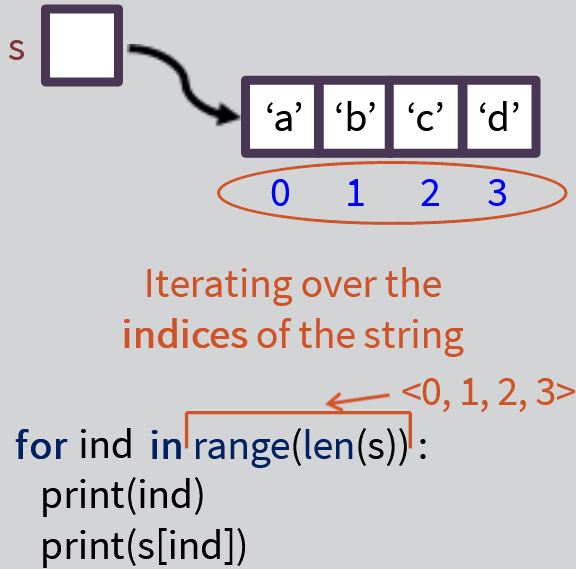 s
‘a’ ‘b’ ‘c’ ‘d’
0 1 2 3
Iterating over the
indices of the string
<0, 1, 2, 3>
for ind in range(len(s)):
print(ind)
print(s[ind])